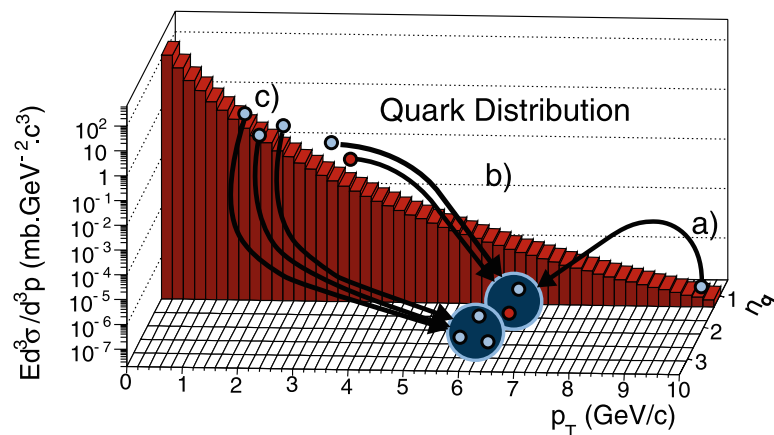 Quark Distribution
c)
b)
a)
Ed³σ/d³p (mb.GeV⁻².c³)
10²
10
1
10⁻¹
10⁻²
10⁻³
10⁻⁴
10⁻⁵
10⁻⁶
10⁻⁷
0 1 2 3 4 5 6 7 8 9 10
p_T (GeV/c)
1
2
3
n_q